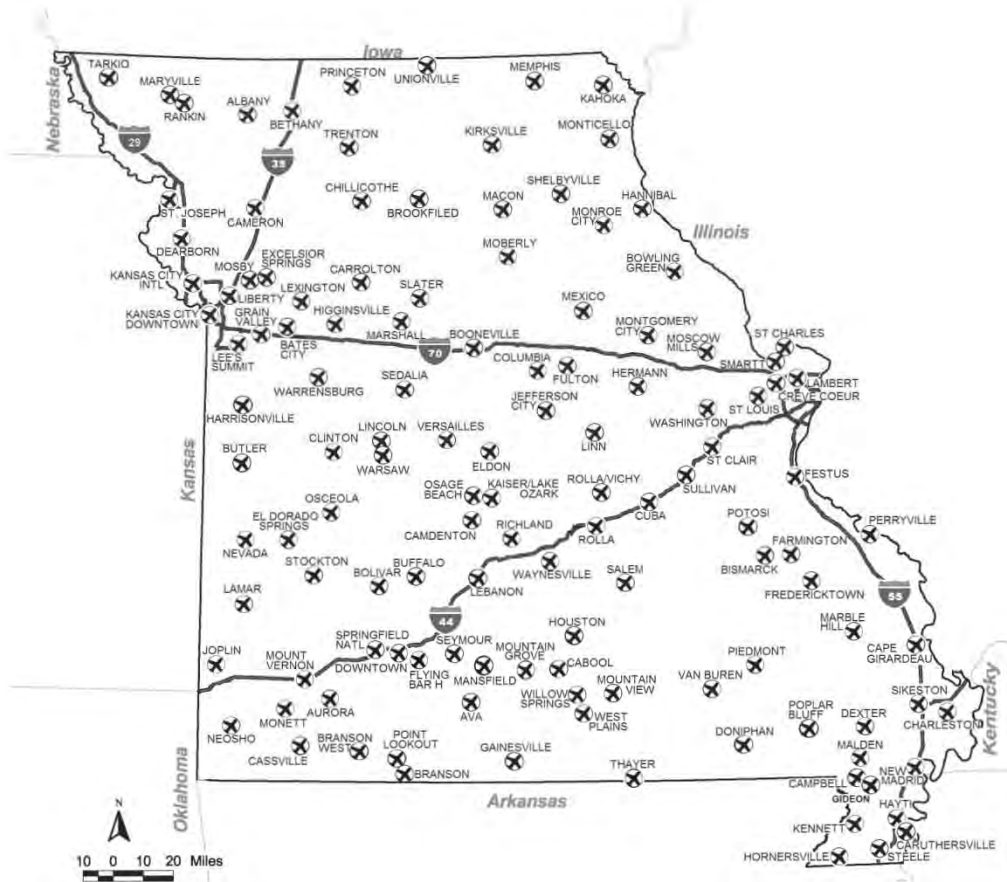 Iowa
Nebraska
TARKIO
MARYVILLE
RANKIN
ALBANY
BETHANY
PRINCETON
UNIONVILLE
MEMPHIS
KAHOKA
29
35
TRENTON
KIRKSVILLE
MONTICELLO
ST. JOSEPH
CAMERON
CHILLICOTHE
BROOKFILED
MACON
SHELBYVILLE
MONROE
CITY
HANNIBAL
Illinois
DEARBORN
MOSBY
EXCELSIOR
SPRINGS
KANSAS CITY
INTL
LIBERTY
LEXINGTON
CARROLTON
SLATER
MOBERLY
BOWLING
GREEN
MEXICO
KANSAS CITY
DOWNTOWN
GRAIN
VALLEY
HIGGINSVILLE
BATES
CITY
MARSHALL
BOONEVILLE
MONTGOMERY
CITY
MOSCOW
MILLS
ST CHARLES
SMARTT
LEE'S
SUMMIT
70
COLUMBIA
FULTON
HERMANN
LAMBERT
CREVE COEUR
ST LOUIS
WARRENSBURG
SEDALIA
JEFFERSON
CITY
WASHINGTON
HARRISONVILLE
LINCOLN
VERSAILLES
LINN
ST CLAIR
Kansas
BUTLER
CLINTON
WARSAW
ELDON
SULLIVAN
FESTUS
OSAGE
BEACH
KAISER/LAKE
OZARK
ROLLA/VICHY
CUBA
OSCEOLA
EL DORADO
SPRINGS
NEVADA
CAMDENTON
RICHLAND
ROLLA
POTOSI
PERRYVILLE
BISMARCK
FARMINGTON
STOCKTON
BOLIVAR
BUFFALO
LEBANON
WAYNESVILLE
SALEM
FREDERICKTOWN
55
LAMAR
44
HOUSTON
MARBLE
HILL
CAPE
GIRARDEAU
JOPLIN
MOUNT
VERNON
SPRINGFIELD
NATL
DOWNTOWN
FLYING
BAR H
SEYMOUR
MANSFIELD
MOUNTAIN
GROVE
CABOOL
PIEDMONT
VAN BUREN
SIKESTON
AURORA
MONETT
AVA
WILLOW
SPRINGS
MOUNTAIN
VIEW
WEST
PLAINS
POPLAR
BLUFF
DEXTER
CHARLESTON
Kentucky
NEOSHO
CASSVILLE
BRANSON
WEST
POINT
LOOKOUT
BRANSON
GAINESVILLE
THAYER
DONIPHAN
MALDEN
CAMPBELL
NEW
MADRID
GIDEON
HAYTI
Oklahoma
Arkansas
KENNETT
CARUTHERSVILLE
STEELE
HORNERSVILLE
N
10 0 10 20 Miles